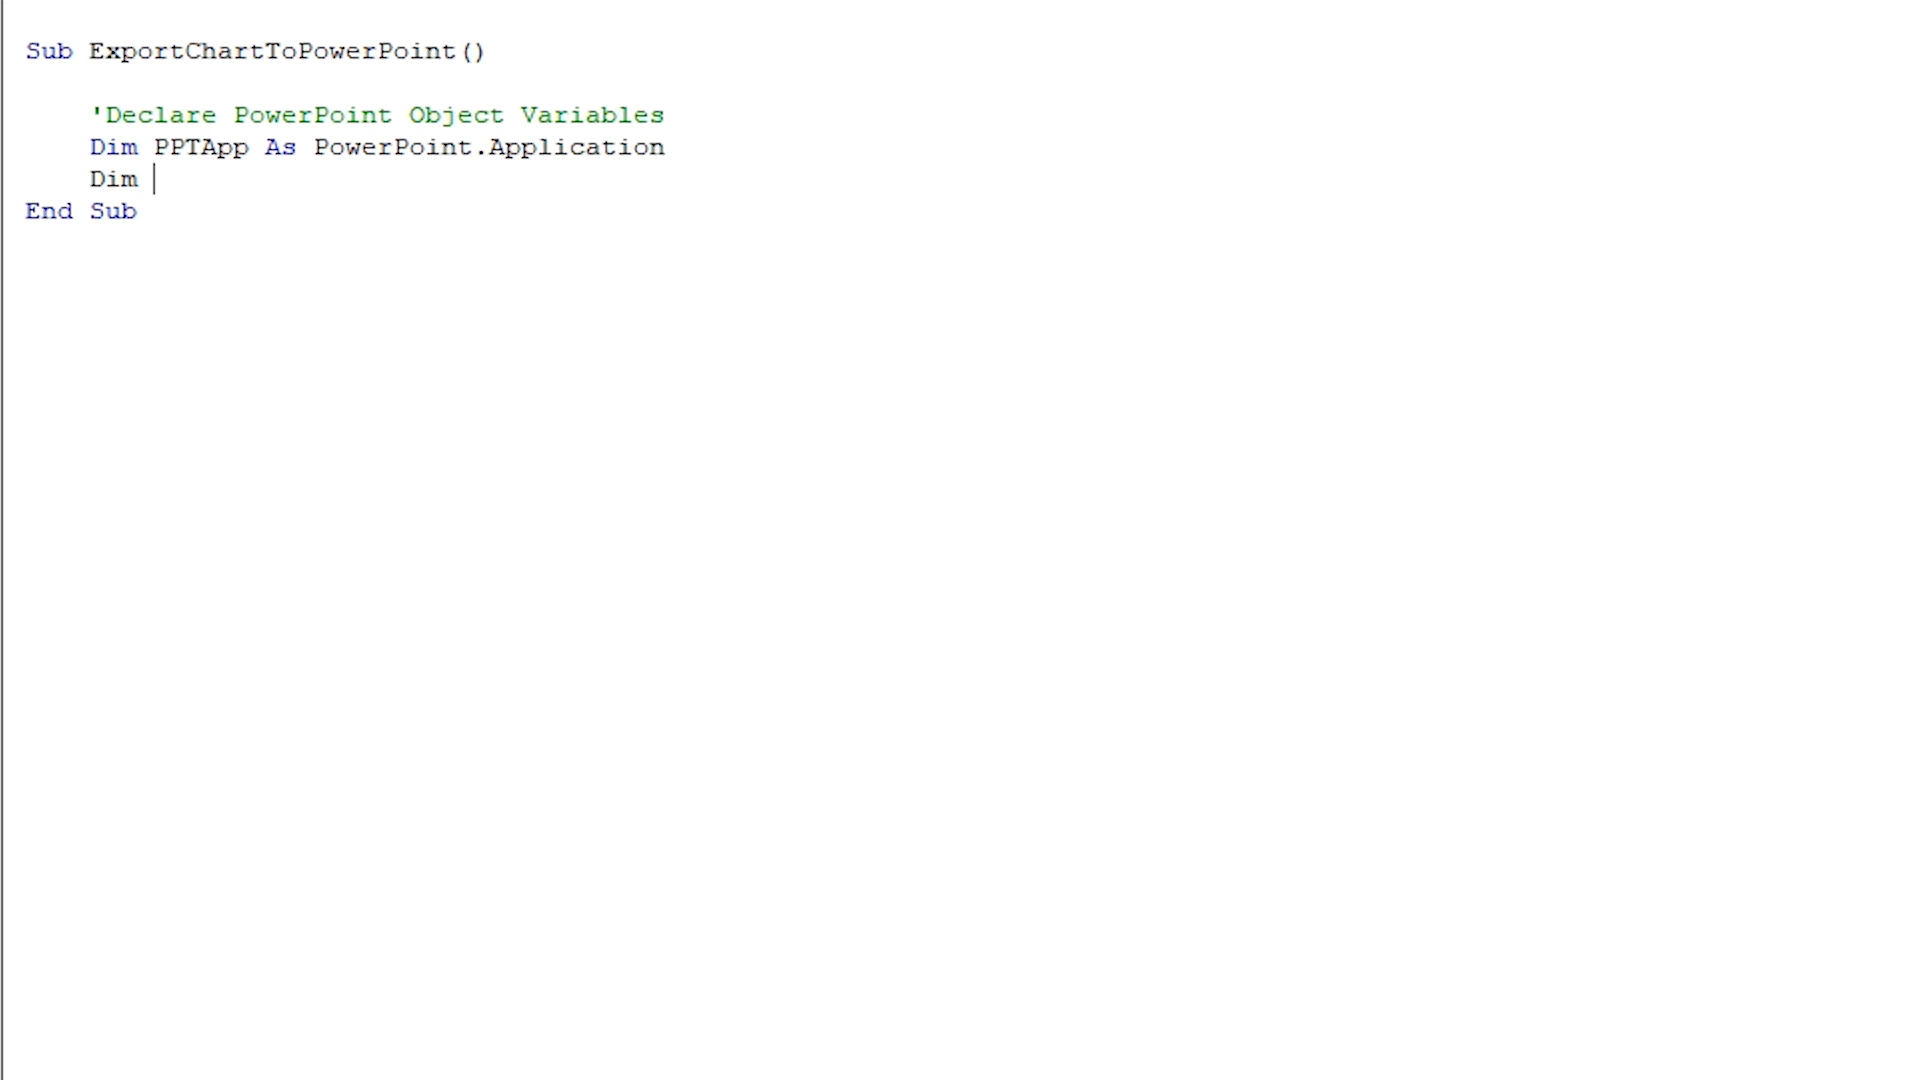 Sub ExportChartToPowerPoint()
'Declare PowerPoint Object Variables
Dim PPTApp As PowerPoint.Application
Dim
End Sub